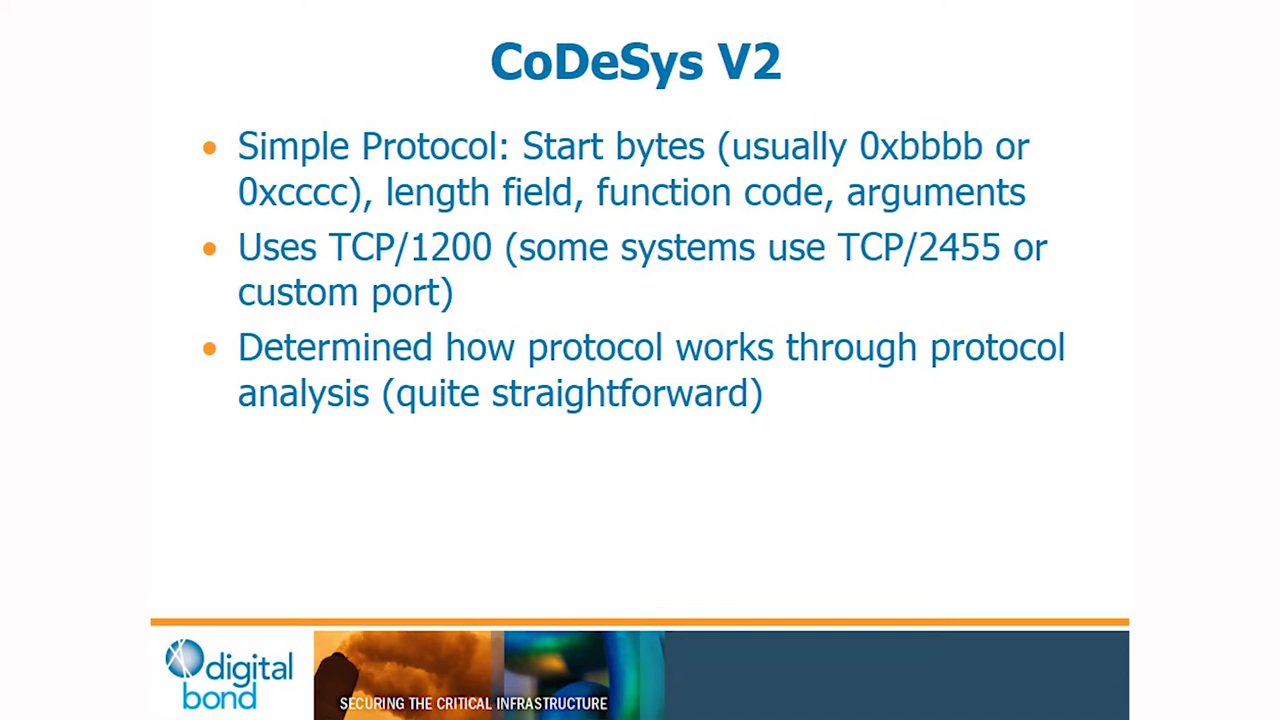 CoDeSys V2
• Simple Protocol: Start bytes (usually 0xbbbb or
0xcccc), length field, function code, arguments
• Uses TCP/1200 (some systems use TCP/2455 or
custom port)
• Determined how protocol works through protocol
analysis (quite straightforward)
digital
bond
SECURING THE CRITICAL INFRASTRUCTURE